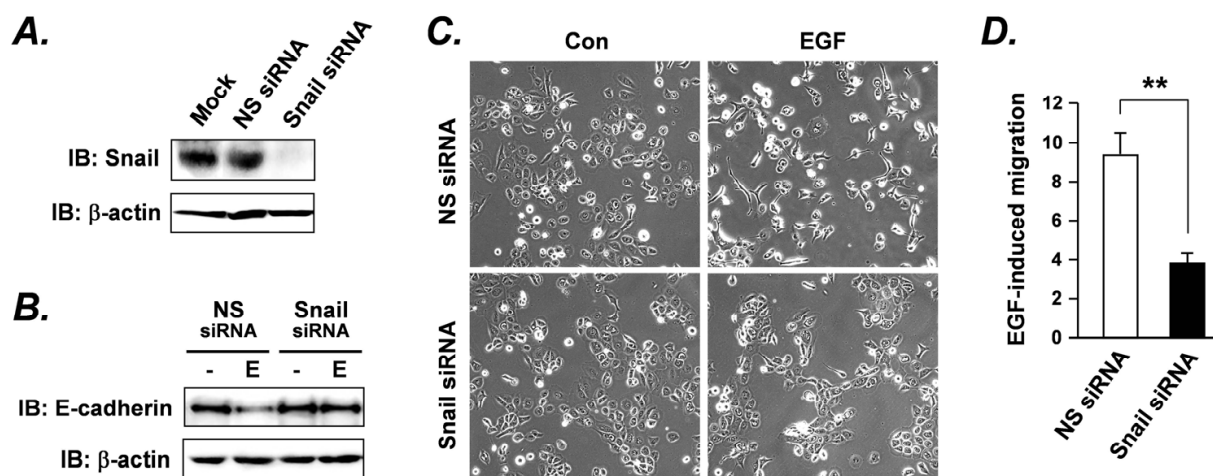 A.
Mock
NS siRNA
Snail siRNA
IB: Snail
IB: β-actin
B.
NS
siRNA
Snail
siRNA
- E - E
IB: E-cadherin
IB: β-actin
C.
Con
EGF
NS siRNA
Snail siRNA
D.
**
EGF-induced migration
12
10
8
6
4
2
0
NS siRNA
Snail siRNA